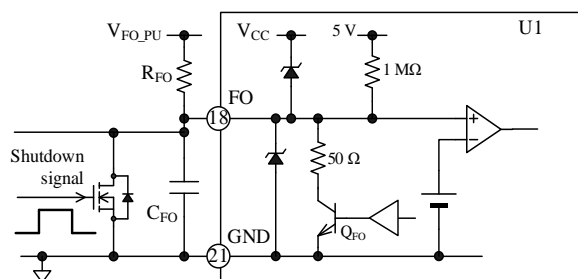 V_FO_PU
V_CC
5 V
U1
R_FO
1 MΩ
FO
18
Shutdown
signal
50 Ω
C_FO
Q_FO
GND
21
+
−